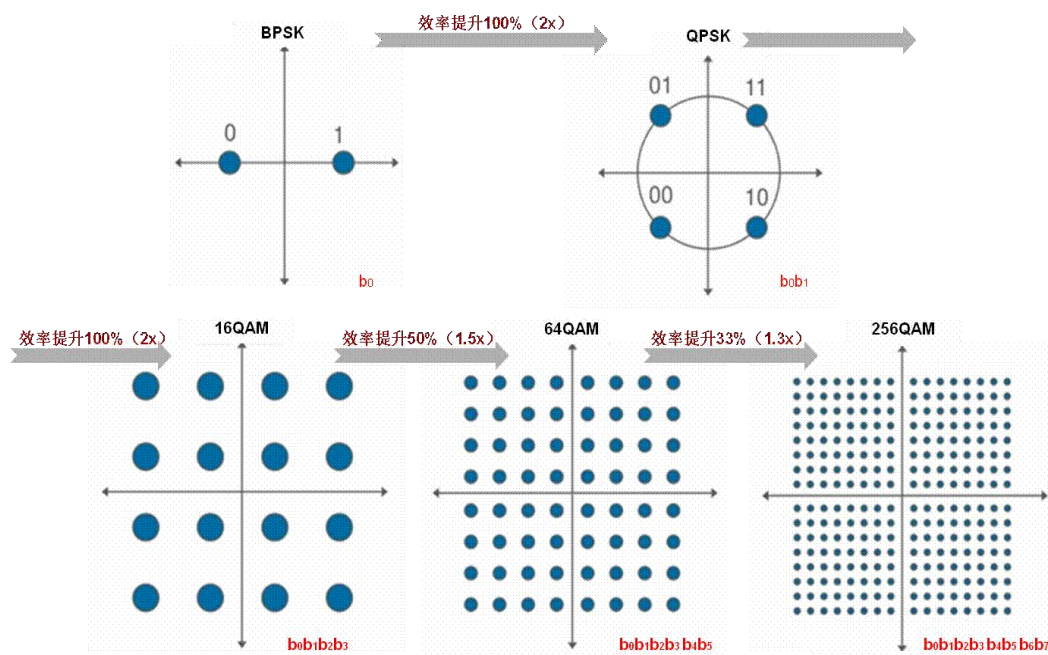 效率提升100%（2x）
BPSK
QPSK
01 11
0 1
00 10
b0
b0b1
16QAM
64QAM
256QAM
效率提升100%（2x）
效率提升50%（1.5x）
效率提升33%（1.3x）
b0b1b2b3
b0b1b2b3 b4b5
b0b1b2b3 b4b5 b6b7